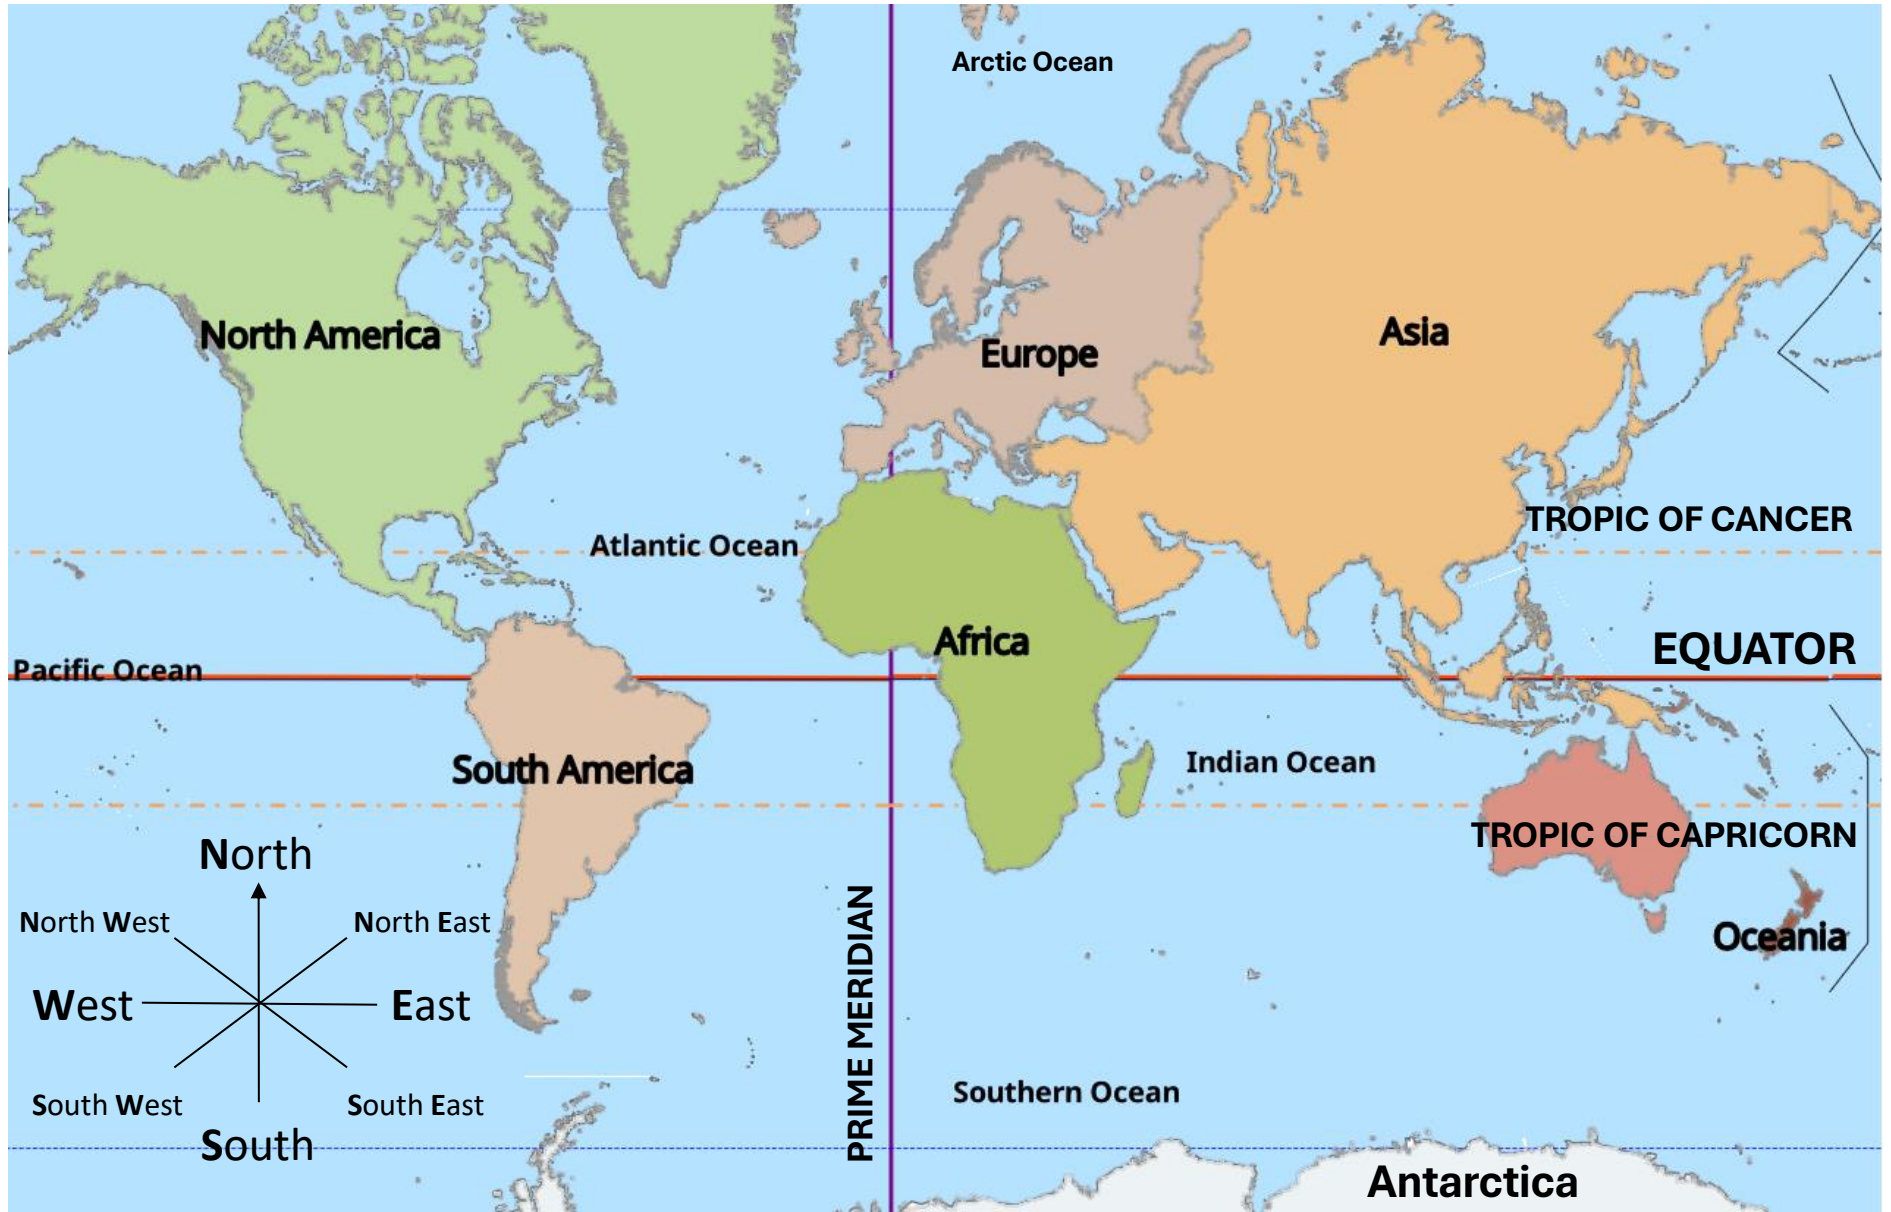 Arctic Ocean
North America
Europe
Asia
TROPIC OF CANCER
Atlantic Ocean
Africa
EQUATOR
Pacific Ocean
South America
Indian Ocean
TROPIC OF CAPRICORN
North
North West
North East
Oceania
West
East
PRIME MERIDIAN
South West
South East
Southern Ocean
South
Antarctica